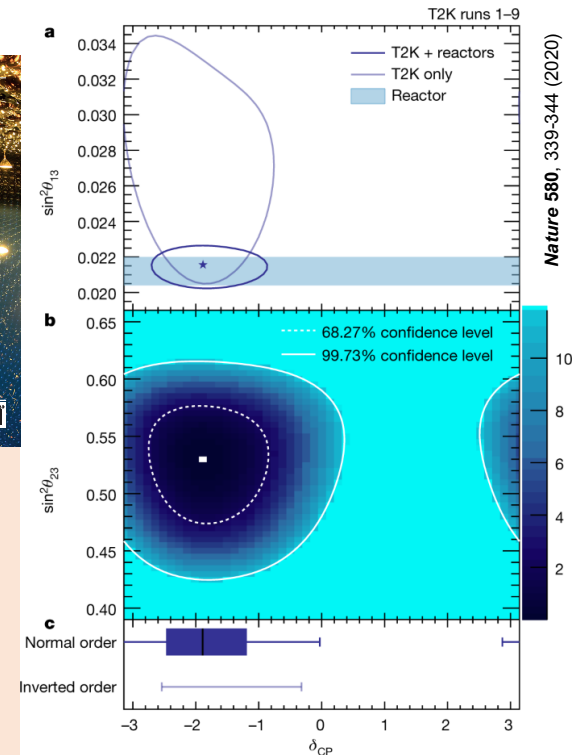 T2K runs 1–9
a
T2K + reactors
T2K only
Reactor
0.034
0.032
0.030
0.028
0.026
0.024
0.022
0.020
sin²θ₁₃
Nature 580, 339-344 (2020)
b
68.27% confidence level
99.73% confidence level
0.65
0.60
0.55
0.50
0.45
0.40
sin²θ₂₃
10
8
6
4
2
c
Normal order
Inverted order
−3 −2 −1 0 1 2 3
δCP